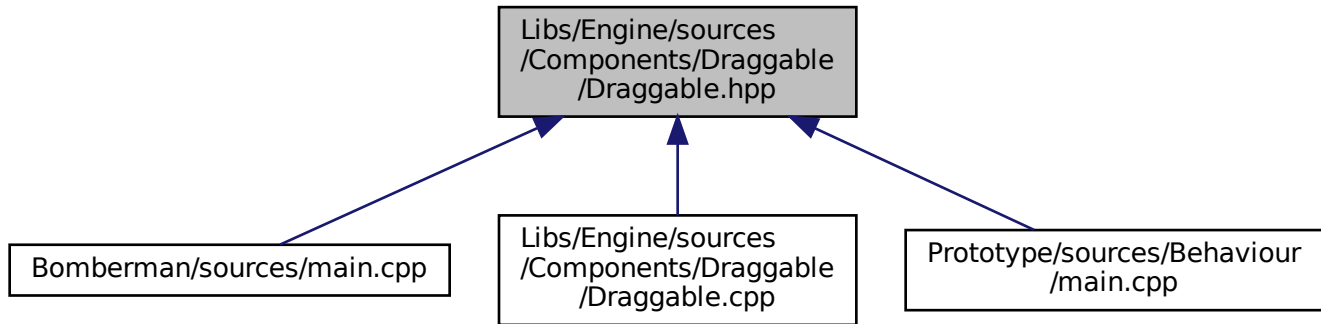 Libs/Engine/sources
/Components/Draggable
/Draggable.hpp
Bomberman/sources/main.cpp
Libs/Engine/sources
/Components/Draggable
/Draggable.cpp
Prototype/sources/Behaviour
/main.cpp